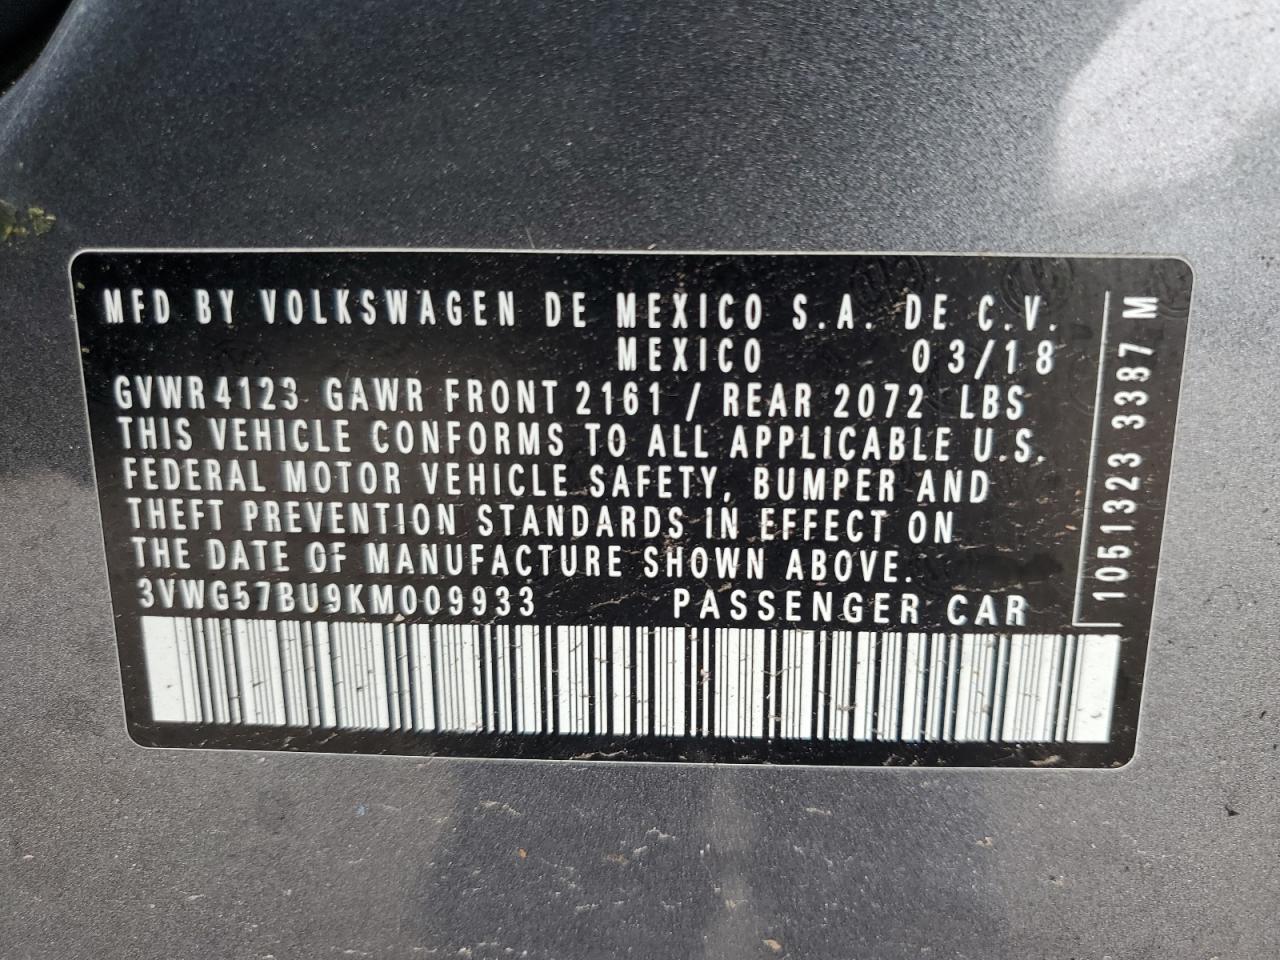 MFD BY VOLKSWAGEN DE MEXICO S.A. DE C.V.
MEXICO 03/18
GVWR 4123 GAWR FRONT 2161 / REAR 2072 LBS
THIS VEHICLE CONFORMS TO ALL APPLICABLE U.S.
FEDERAL MOTOR VEHICLE SAFETY, BUMPER AND
THEFT PREVENTION STANDARDS IN EFFECT ON
THE DATE OF MANUFACTURE SHOWN ABOVE.
3VWG57BU9KM009933 PASSENGER CAR
1051323 3387 M